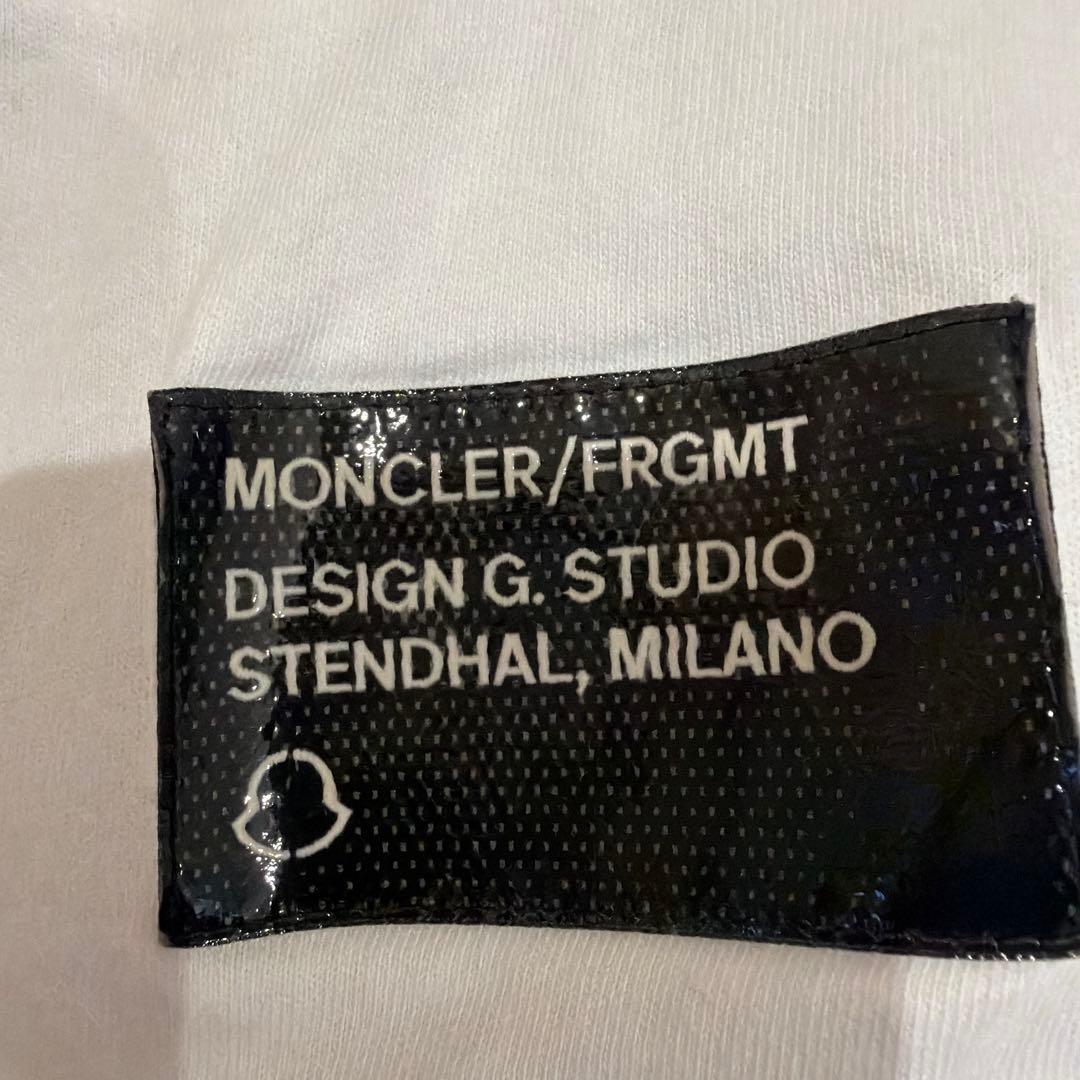 MONCLER/FRGMT
DESIGN G. STUDIO
STENDHAL, MILANO